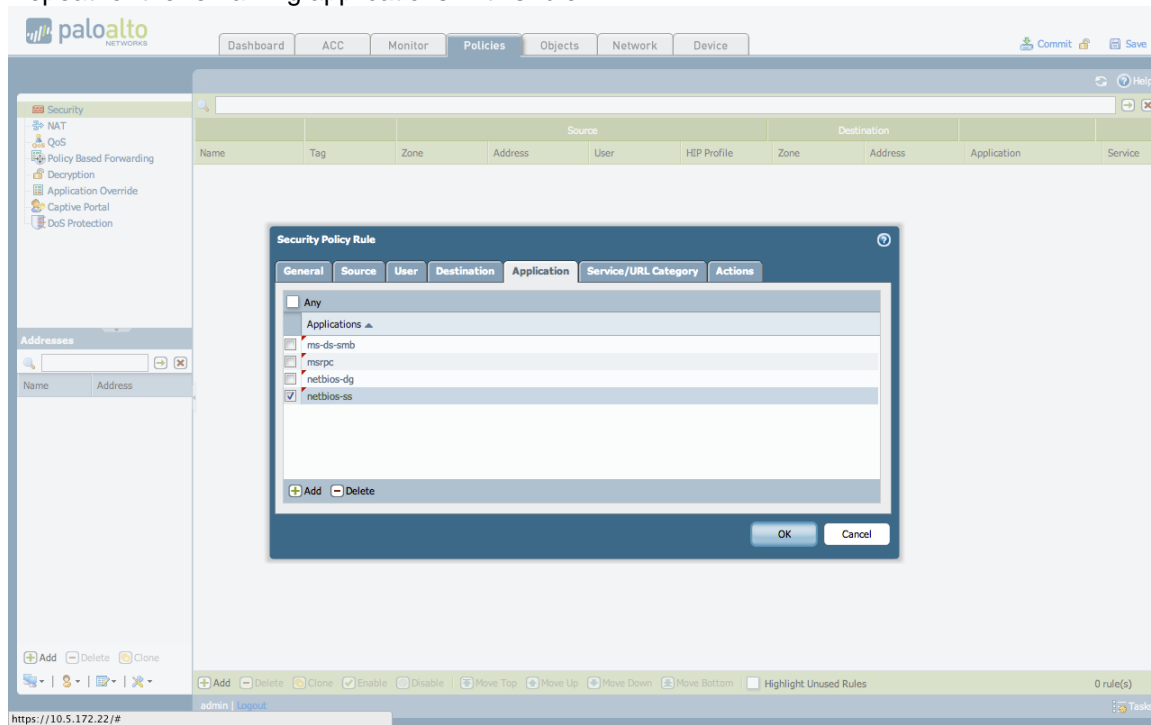 Repeat for the remaining applications in the rule.
paloalto
NETWORKS
Dashboard ACC Monitor Policies Objects Network Device Commit Save
Help
Security
NAT
QoS
Policy Based Forwarding
Decryption
Application Override
Captive Portal
DoS Protection
Source Destination
Name Tag Zone Address User HIP Profile Zone Address Application Service
Security Policy Rule
General Source User Destination Application Service/URL Category Actions
Any
Applications
ms-ds-smb
msrpc
netbios-dg
netbios-ss
Add Delete
OK Cancel
Addresses
Name Address
Add Delete Clone
Add Delete Clone Enable Disable Move Top Move Up Move Down Move Bottom Highlight Unused Rules 0 rule(s)
admin | Logout Tasks
https://10.5.172.22/#